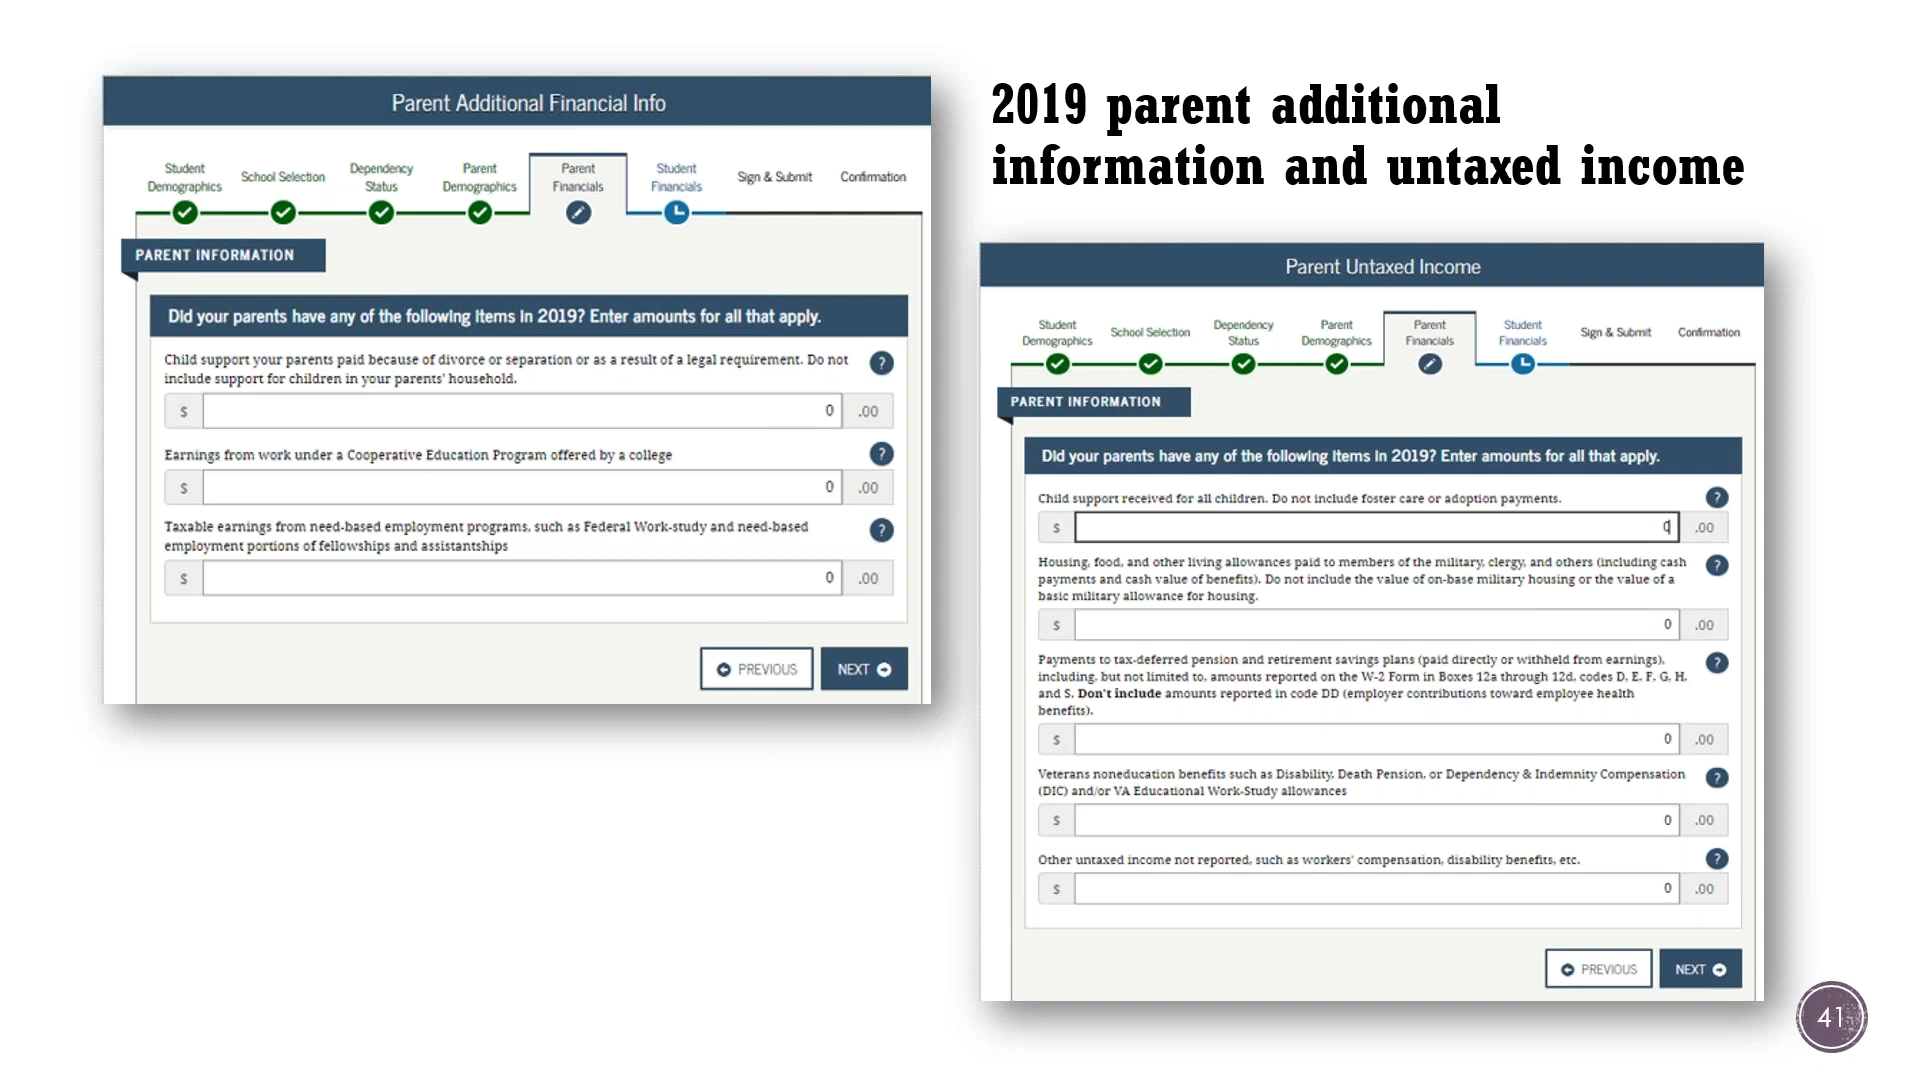 2019 parent additional
information and untaxed income
Parent Additional Financial Info
Student
Demographics
School Selection
Dependency
Status
Parent
Demographics
Parent
Financials
Student
Financials
Sign & Submit
Confirmation
PARENT INFORMATION
Did your parents have any of the following items in 2019? Enter amounts for all that apply.
Child support your parents paid because of divorce or separation or as a result of a legal requirement. Do not
include support for children in your parents' household.
?
$ 0 .00
Earnings from work under a Cooperative Education Program offered by a college
?
$ 0 .00
Taxable earnings from need-based employment programs, such as Federal Work-study and need-based
employment portions of fellowships and assistantships
?
$ 0 .00
PREVIOUS
NEXT
Parent Untaxed Income
Student
Demographics
School Selection
Dependency
Status
Parent
Demographics
Parent
Financials
Student
Financials
Sign & Submit
Confirmation
PARENT INFORMATION
Did your parents have any of the following items in 2019? Enter amounts for all that apply.
Child support received for all children. Do not include foster care or adoption payments.
?
$ 0 .00
Housing, food, and other living allowances paid to members of the military, clergy, and others (including cash
payments and cash value of benefits). Do not include the value of on-base military housing or the value of a
basic military allowance for housing.
?
$ 0 .00
Payments to tax-deferred pension and retirement savings plans (paid directly or withheld from earnings),
including, but not limited to, amounts reported on the W-2 Form in Boxes 12a through 12d, codes D, E, F, G, H,
and S. Don't include amounts reported in code DD (employer contributions toward employee health
benefits).
?
$ 0 .00
Veterans noneducation benefits such as Disability, Death Pension, or Dependency & Indemnity Compensation
(DIC) and/or VA Educational Work-Study allowances
?
$ 0 .00
Other untaxed income not reported, such as workers' compensation, disability benefits, etc.
?
$ 0 .00
PREVIOUS
NEXT
41